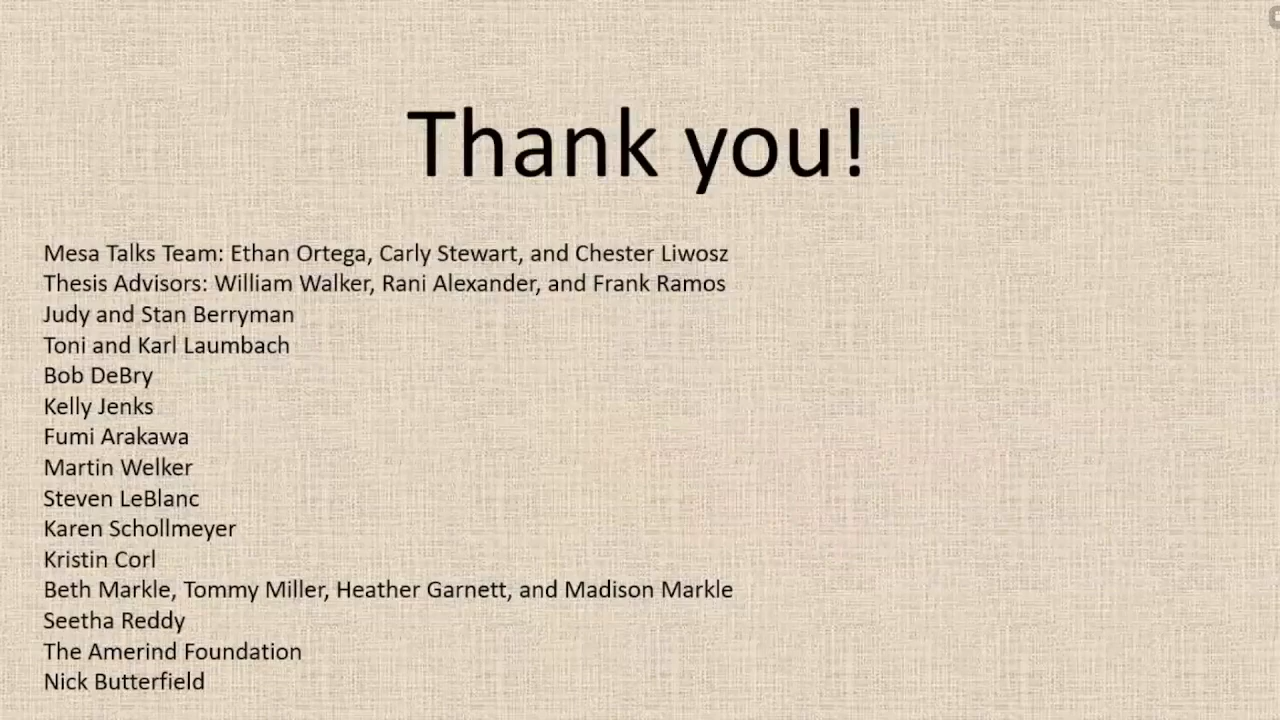 Thank you!
Mesa Talks Team: Ethan Ortega, Carly Stewart, and Chester Liwosz
Thesis Advisors: William Walker, Rani Alexander, and Frank Ramos
Judy and Stan Berryman
Toni and Karl Laumbach
Bob DeBry
Kelly Jenks
Fumi Arakawa
Martin Welker
Steven LeBlanc
Karen Schollmeyer
Kristin Corl
Beth Markle, Tommy Miller, Heather Garnett, and Madison Markle
Seetha Reddy
The Amerind Foundation
Nick Butterfield